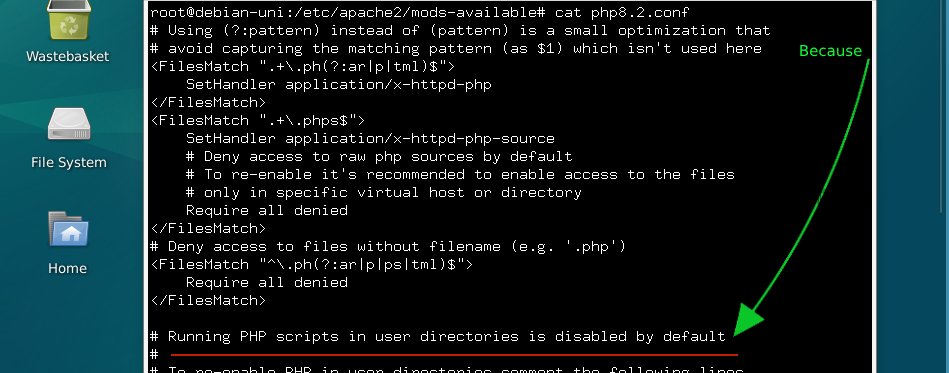 root@debian-uni:/etc/apache2/mods-available# cat php8.2.conf
# Using (?:pattern) instead of (pattern) is a small optimization that
# avoid capturing the matching pattern (as $1) which isn't used here
Because
<FilesMatch ".+\.ph(?:ar|p|tml)$">
    SetHandler application/x-httpd-php
</FilesMatch>
<FilesMatch ".+\.phps$">
    SetHandler application/x-httpd-php-source
    # Deny access to raw php sources by default
    # To re-enable it's recommended to enable access to the files
    # only in specific virtual host or directory
    Require all denied
</FilesMatch>
# Deny access to files without filename (e.g. '.php')
<FilesMatch "^\.ph(?:ar|p|ps|tml)$">
    Require all denied
</FilesMatch>
# Running PHP scripts in user directories is disabled by default
#
# To re-enable PHP in user directories comment the following lines
Wastebasket
File System
Home